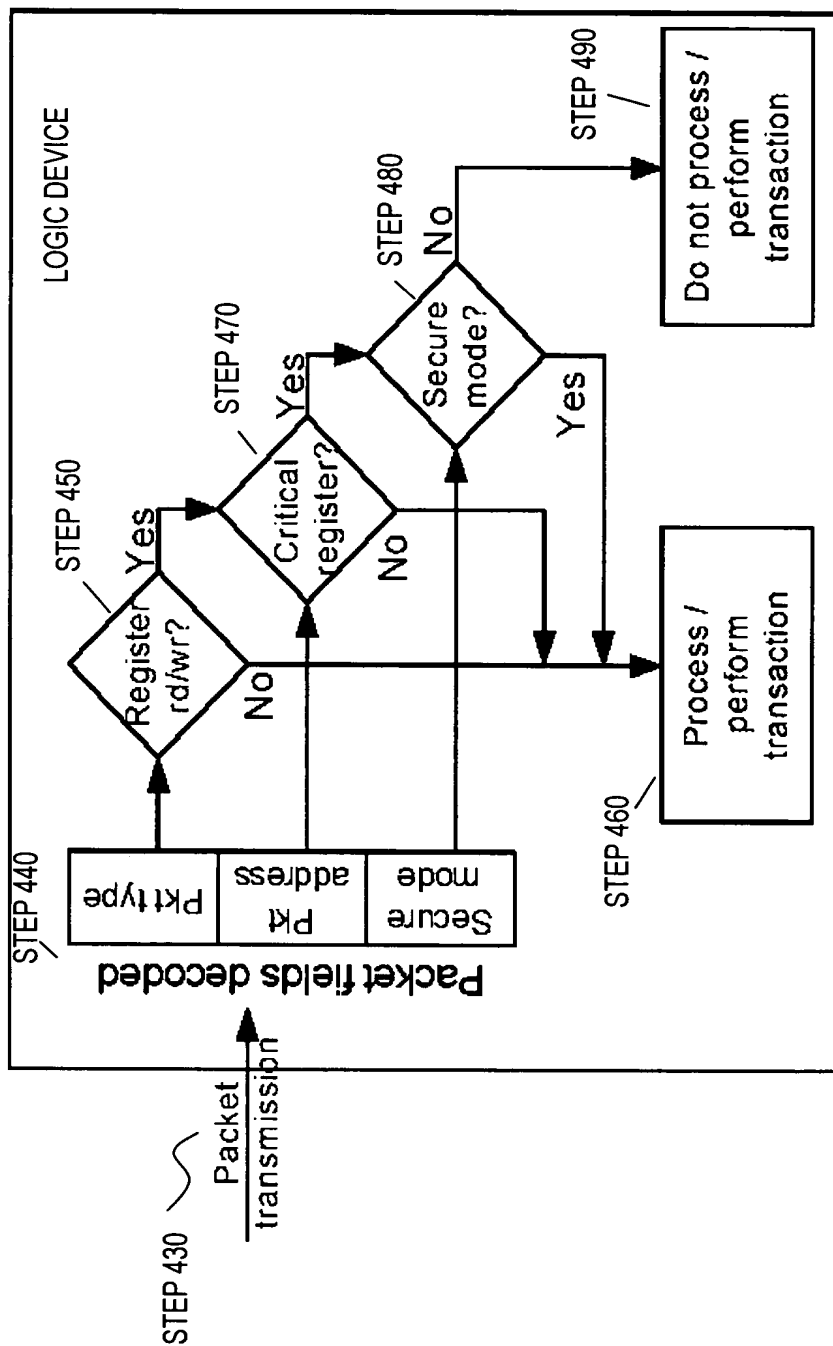 LOGIC DEVICE
STEP 430
Packet
transmission
STEP 440
Packet fields decoded
Pkt type
Pkt
address
Secure
mode
STEP 450
Register
rd/wr?
Yes
No
STEP 470
Critical
register?
Yes
No
STEP 480
Secure
mode?
No
Yes
STEP 460
Process /
perform
transaction
STEP 490
Do not process /
perform
transaction